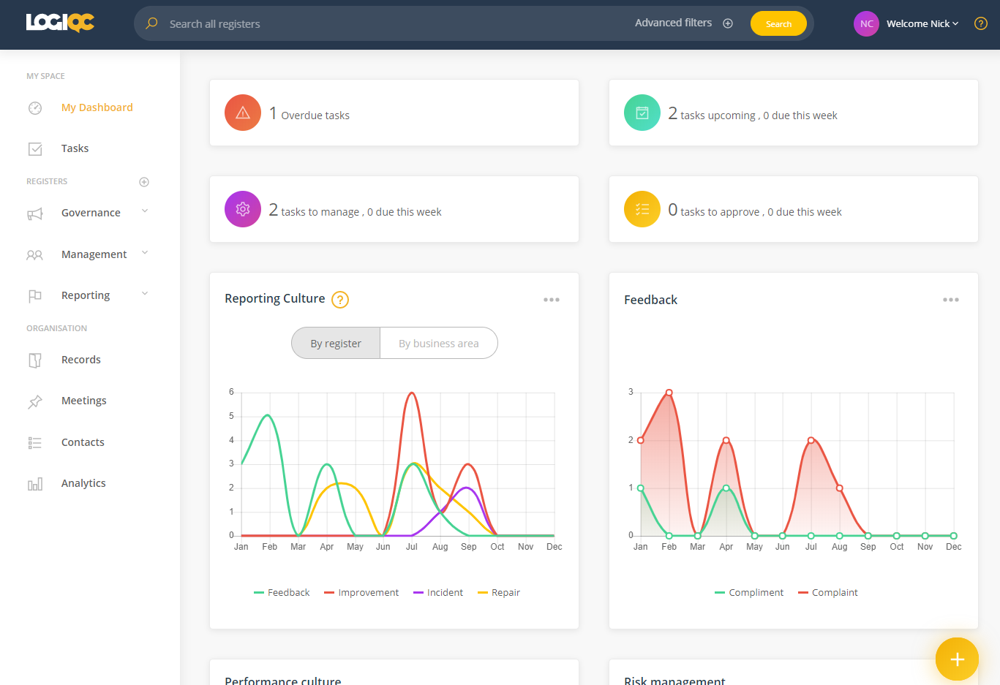 LOGIQC
Search all registers
Advanced filters
Search
NC
Welcome Nick
?
MY SPACE
My Dashboard
Tasks
REGISTERS
Governance
Management
Reporting
ORGANISATION
Records
Meetings
Contacts
Analytics
1 Overdue tasks
2 tasks upcoming , 0 due this week
2 tasks to manage , 0 due this week
0 tasks to approve , 0 due this week
Reporting Culture ?
By register By business area
6
5
4
3
2
1
0
Jan Feb Mar Apr May Jun Jul Aug Sep Oct Nov Dec
Feedback Improvement Incident Repair
Feedback
3
2
1
0
Jan Feb Mar Apr May Jun Jul Aug Sep Oct Nov Dec
Compliment Complaint
Performance culture
Risk management